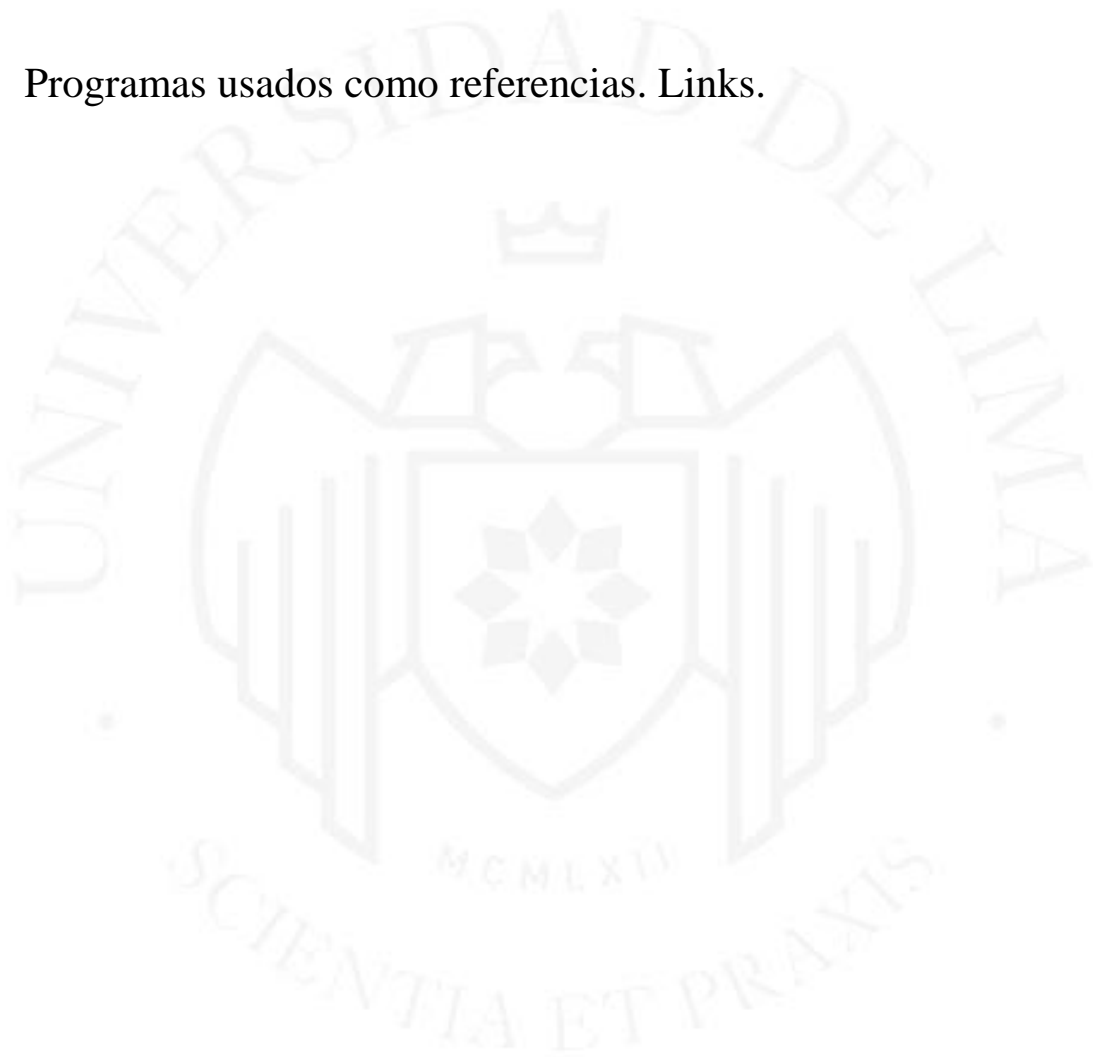 Programas usados como referencias. Links.
UNIVERSIDAD DE LIMA
MCMLXII
SCIENTIA ET PRAXIS